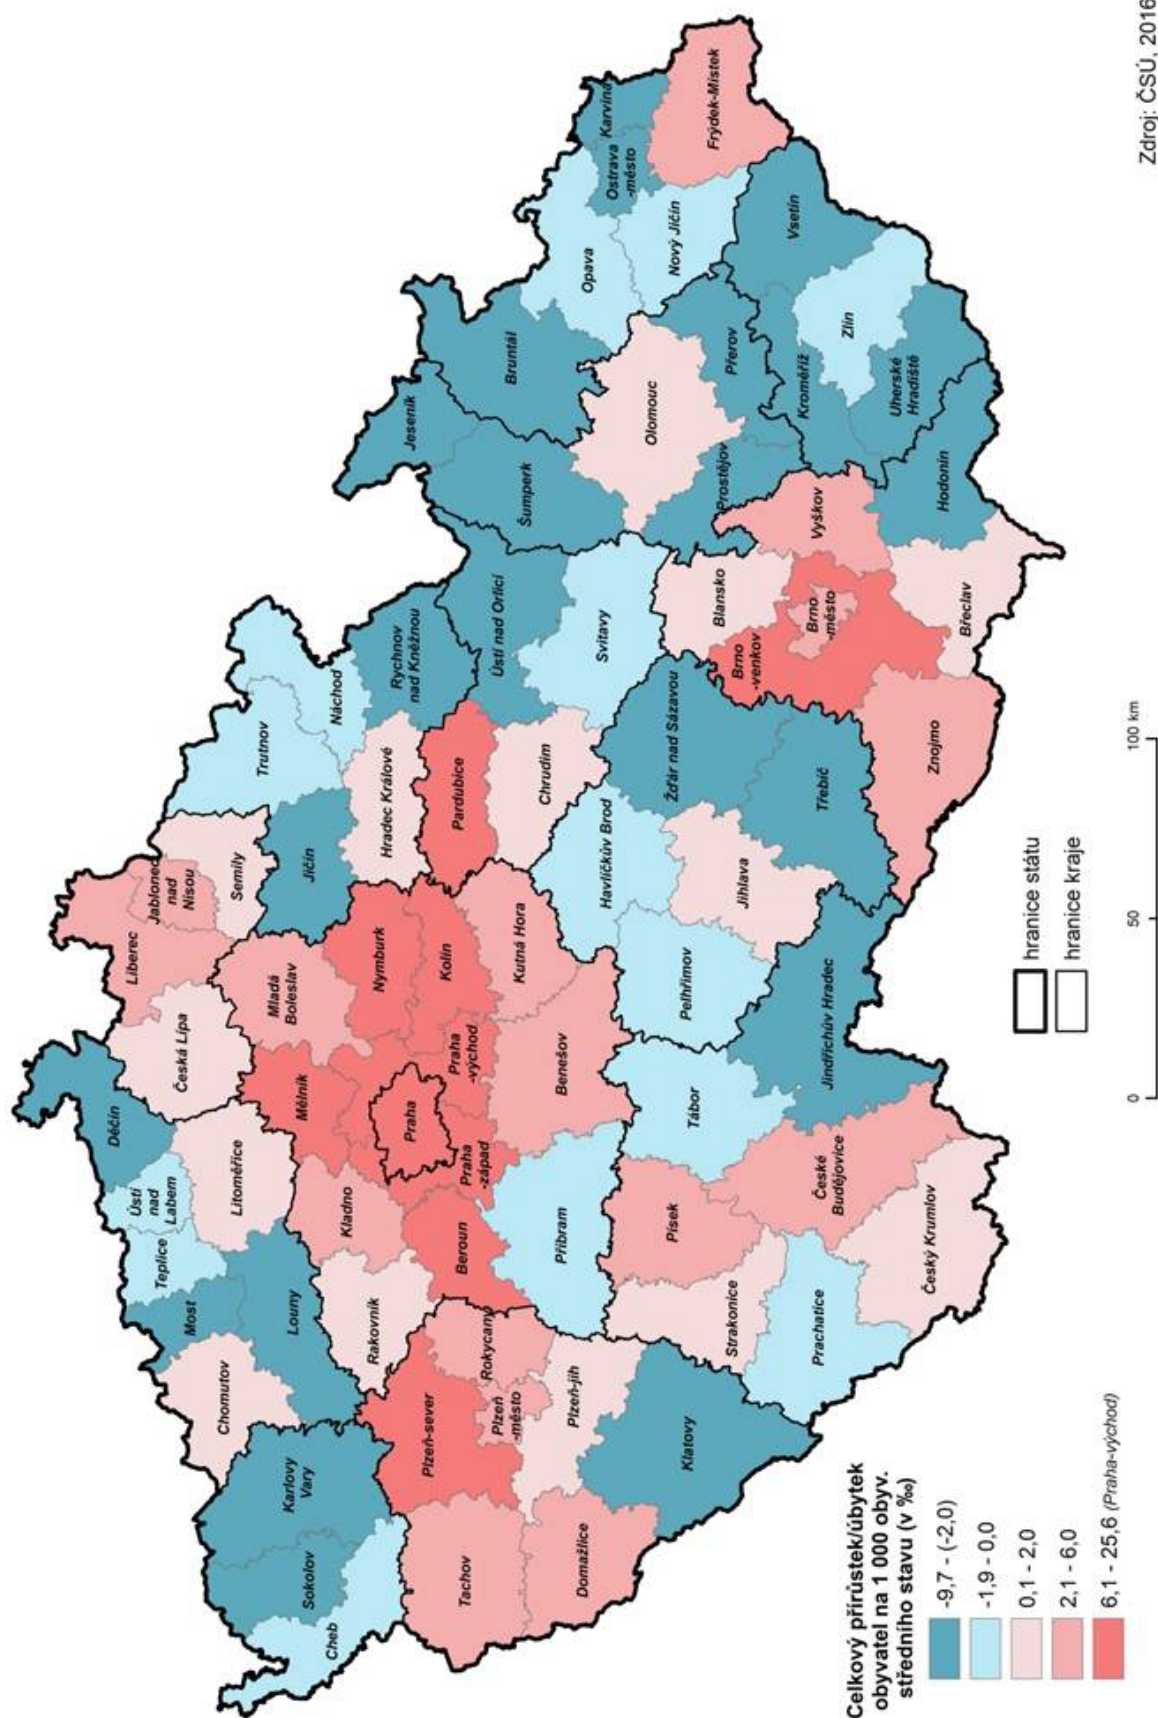 Děčín
Liberec
Jablonec
nad
Nisou
Ústí
nad
Labem
Teplice
Česká Lípa
Semily
Trutnov
Most
Litoměřice
Chomutov
Louny
Mělník
Mladá
Boleslav
Jičín
Náchod
Karlovy
Vary
Sokolov
Cheb
Rakovník
Kladno
Nymburk
Hradec Králové
Rychnov
nad Kněžnou
Jeseník
Praha
Plzeň-sever
Beroun
Praha
-západ
Praha
-východ
Kolín
Pardubice
Ústí nad Orlicí
Šumperk
Bruntál
Tachov
Rokycany
Plzeň
-město
Kutná Hora
Chrudim
Opava
Ostrava
-město
Karviná
Domažlice
Plzeň-jih
Příbram
Benešov
Havlíčkův Brod
Svitavy
Olomouc
Nový Jičín
Frýdek-Místek
Klatovy
Strakonice
Písek
Tábor
Pelhřimov
Jihlava
Žďár nad Sázavou
Blansko
Prostějov
Přerov
Vsetín
Prachatice
České
Budějovice
Jindřichův Hradec
Třebíč
Brno
-venkov
Brno
-město
Vyškov
Kroměříž
Zlín
Český Krumlov
Znojmo
Břeclav
Hodonín
Uherské
Hradiště
Celkový přírůstek/úbytek
obyvatel na 1 000 obyv.
středního stavu (v ‰)
-9,7 - (-2,0)
-1,9 - 0,0
0,1 - 2,0
2,1 - 6,0
6,1 - 25,6 (Praha-východ)
hranice státu
hranice kraje
0 50 100 km
Zdroj: ČSÚ, 2016